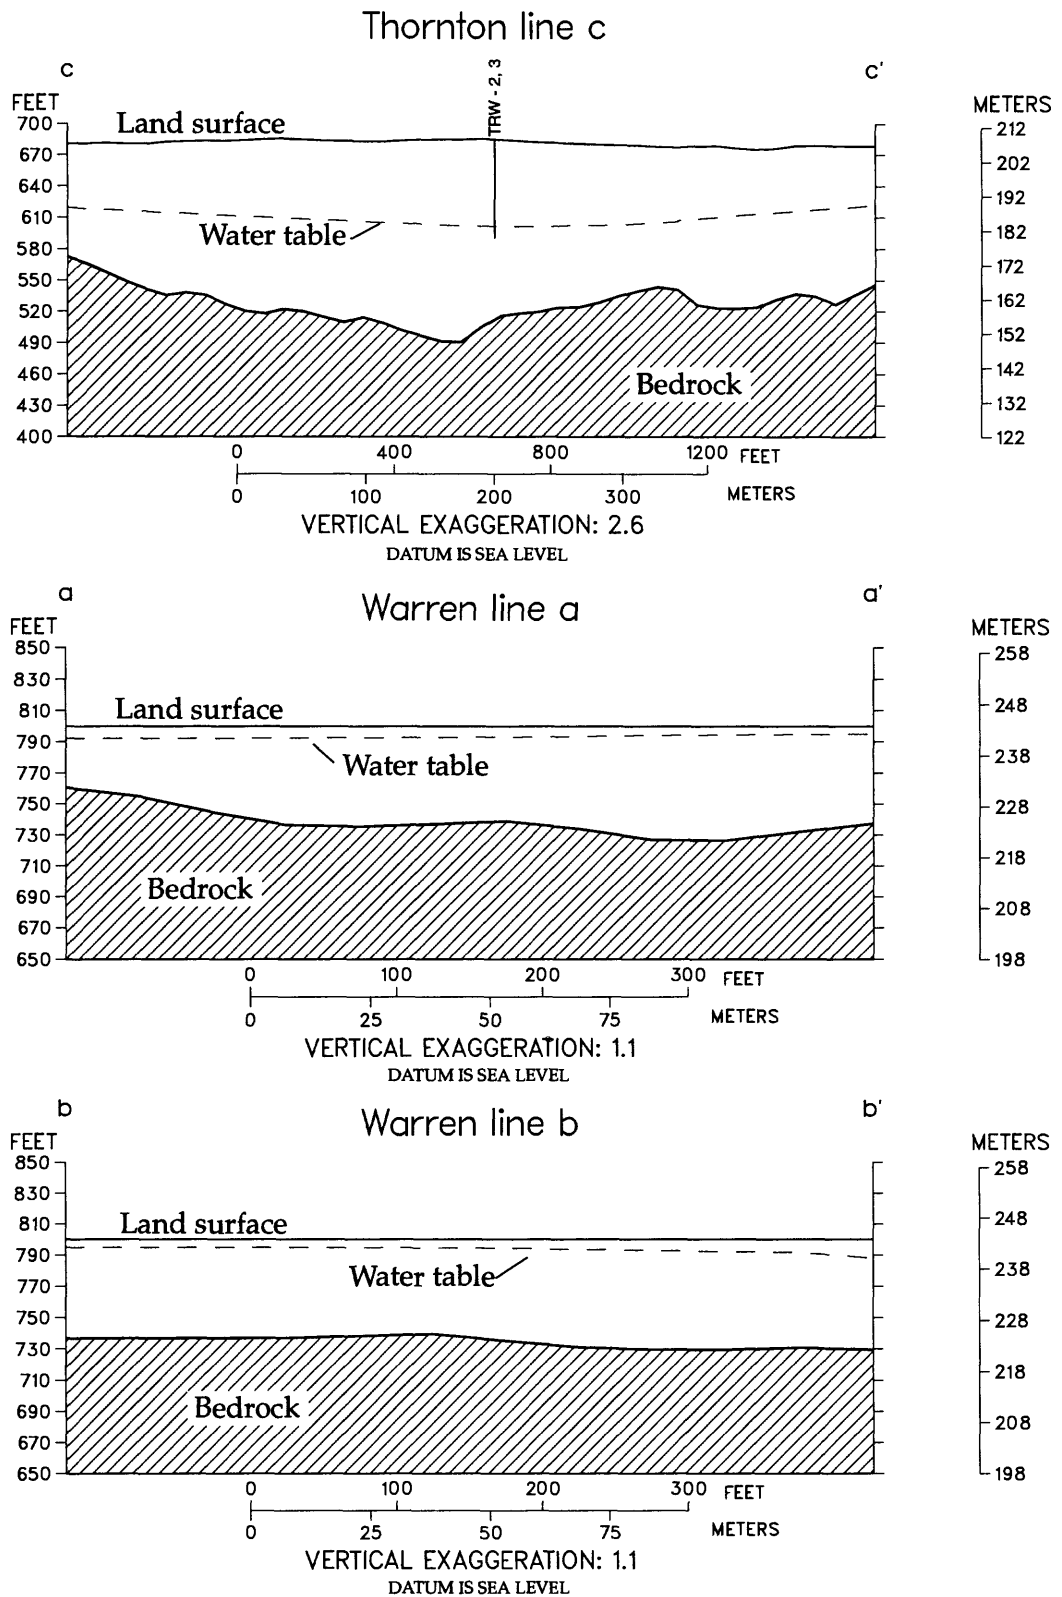 Thornton line c
c
c'
TRW - 2, 3
FEET
METERS
700
670
640
610
580
550
520
490
460
430
400
Land surface
Water table
Bedrock
212
202
192
182
172
162
152
142
132
122
0 400 800 1200 FEET
0 100 200 300 METERS
VERTICAL EXAGGERATION: 2.6
DATUM IS SEA LEVEL
a
a'
Warren line a
FEET
METERS
850
830
810
790
770
750
730
710
690
670
650
Land surface
Water table
Bedrock
258
248
238
228
218
208
198
0 100 200 300 FEET
0 25 50 75 METERS
VERTICAL EXAGGERATION: 1.1
DATUM IS SEA LEVEL
b
b'
Warren line b
FEET
METERS
850
830
810
790
770
750
730
710
690
670
650
Land surface
Water table
Bedrock
258
248
238
228
218
208
198
0 100 200 300 FEET
0 25 50 75 METERS
VERTICAL EXAGGERATION: 1.1
DATUM IS SEA LEVEL